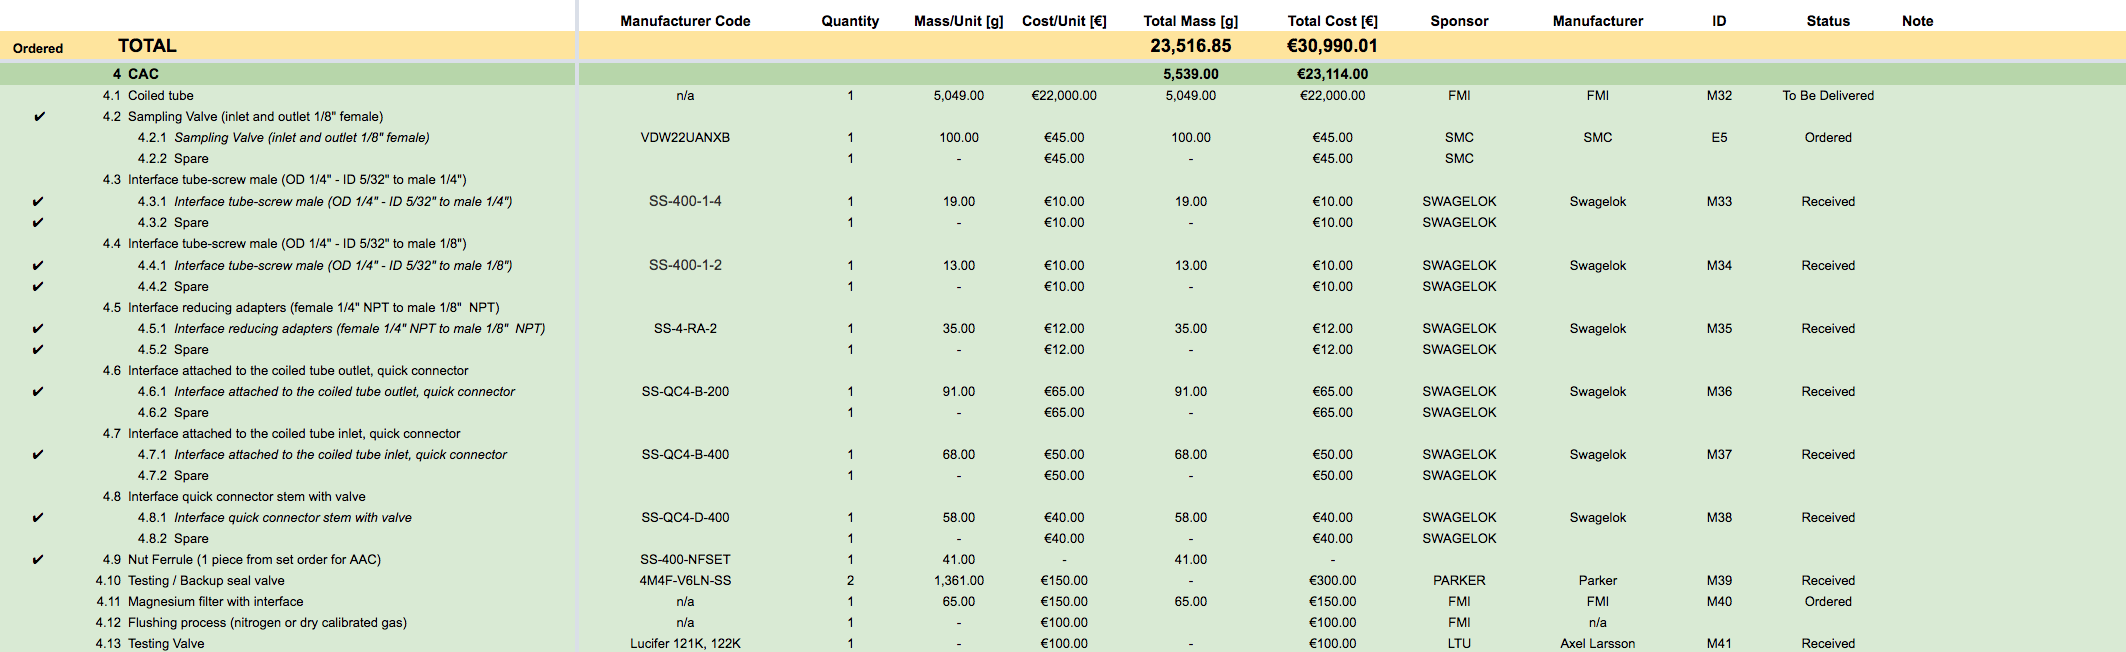 Manufacturer Code Quantity Mass/Unit [g] Cost/Unit [€] Total Mass [g] Total Cost [€] Sponsor Manufacturer ID Status Note
Ordered TOTAL 23,516.85 €30,990.01
4 CAC 5,539.00 €23,114.00
4.1 Coiled tube n/a 1 5,049.00 €22,000.00 5,049.00 €22,000.00 FMI FMI M32 To Be Delivered
✔ 4.2 Sampling Valve (inlet and outlet 1/8" female)
4.2.1 Sampling Valve (inlet and outlet 1/8" female) VDW22UANXB 1 100.00 €45.00 100.00 €45.00 SMC SMC E5 Ordered
4.2.2 Spare 1 - €45.00 - €45.00 SMC
4.3 Interface tube-screw male (OD 1/4" - ID 5/32" to male 1/4")
✔ 4.3.1 Interface tube-screw male (OD 1/4" - ID 5/32" to male 1/4") SS-400-1-4 1 19.00 €10.00 19.00 €10.00 SWAGELOK Swagelok M33 Received
✔ 4.3.2 Spare 1 - €10.00 - €10.00 SWAGELOK
4.4 Interface tube-screw male (OD 1/4" - ID 5/32" to male 1/8")
✔ 4.4.1 Interface tube-screw male (OD 1/4" - ID 5/32" to male 1/8") SS-400-1-2 1 13.00 €10.00 13.00 €10.00 SWAGELOK Swagelok M34 Received
✔ 4.4.2 Spare 1 - €10.00 - €10.00 SWAGELOK
4.5 Interface reducing adapters (female 1/4" NPT to male 1/8" NPT)
✔ 4.5.1 Interface reducing adapters (female 1/4" NPT to male 1/8" NPT) SS-4-RA-2 1 35.00 €12.00 35.00 €12.00 SWAGELOK Swagelok M35 Received
✔ 4.5.2 Spare 1 - €12.00 - €12.00 SWAGELOK
4.6 Interface attached to the coiled tube outlet, quick connector
✔ 4.6.1 Interface attached to the coiled tube outlet, quick connector SS-QC4-B-200 1 91.00 €65.00 91.00 €65.00 SWAGELOK Swagelok M36 Received
4.6.2 Spare 1 - €65.00 - €65.00 SWAGELOK
4.7 Interface attached to the coiled tube inlet, quick connector
✔ 4.7.1 Interface attached to the coiled tube inlet, quick connector SS-QC4-B-400 1 68.00 €50.00 68.00 €50.00 SWAGELOK Swagelok M37 Received
4.7.2 Spare 1 - €50.00 - €50.00 SWAGELOK
4.8 Interface quick connector stem with valve
✔ 4.8.1 Interface quick connector stem with valve SS-QC4-D-400 1 58.00 €40.00 58.00 €40.00 SWAGELOK Swagelok M38 Received
4.8.2 Spare 1 - €40.00 - €40.00 SWAGELOK
✔ 4.9 Nut Ferrule (1 piece from set order for AAC) SS-400-NFSET 1 41.00 - 41.00 -
4.10 Testing / Backup seal valve 4M4F-V6LN-SS 2 1,361.00 €150.00 - €300.00 PARKER Parker M39 Received
4.11 Magnesium filter with interface n/a 1 65.00 €150.00 65.00 €150.00 FMI FMI M40 Ordered
4.12 Flushing process (nitrogen or dry calibrated gas) n/a 1 - €100.00 €100.00 FMI n/a
4.13 Testing Valve Lucifer 121K, 122K 1 - €100.00 - €100.00 LTU Axel Larsson M41 Received